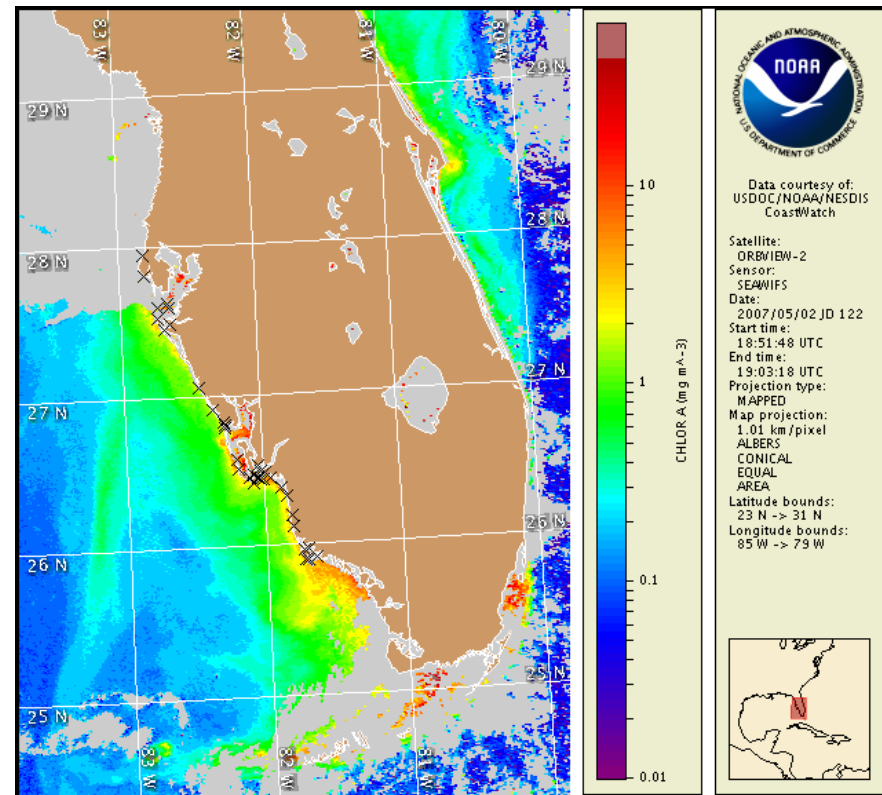 83 W
82 W
81 W
80 W
29 N
29 N
28 N
28 N
27 N
27 N
26 N
26 N
25 N
25 N
83 W
82 W
81 W
10
1
0.1
0.01
CHLOR A (mg m^-3)
NATIONAL OCEANIC AND ATMOSPHERIC ADMINISTRATION
NOAA
U.S. DEPARTMENT OF COMMERCE
Data courtesy of:
USDOC/NOAA/NESDIS
CoastWatch
Satellite:
ORBVIEW-2
Sensor:
SEAWIFS
Date:
2007/05/02 JD 122
Start time:
18:51:48 UTC
End time:
19:03:18 UTC
Projection type:
MAPPED
Map projection:
1.01 km/pixel
ALBERS
CONICAL
EQUAL
AREA
Latitude bounds:
23 N -> 31 N
Longitude bounds:
85 W -> 79 W